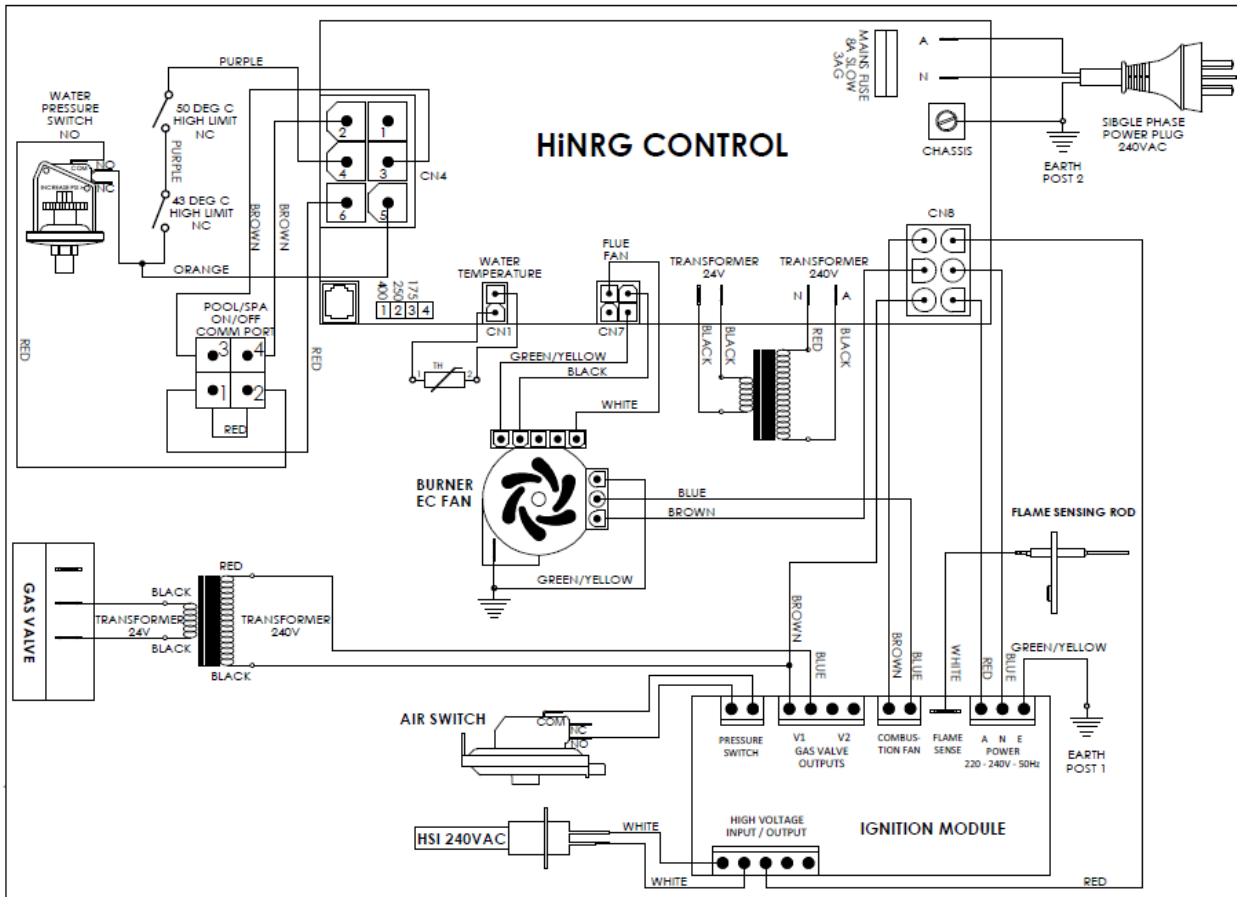 PURPLE
WATER
PRESSURE
SWITCH
NO
50 DEG C
HIGH LIMIT
NC
PURPLE
43 DEG C
HIGH LIMIT
NC
COM
NO
NC
ORANGE
BROWN
BROWN
2
1
4
3
6
5
CN4
HiNRG CONTROL
MAINS FUSE
8A SLOW
3AG
A
N
CHASSIS
EARTH
POST 2
SIBGLE PHASE
POWER PLUG
240VAC
CN8
400
250
175
1 2 3 4
WATER
TEMPERATURE
CN1
TH
1
2
FLUE
FAN
CN7
TRANSFORMER
24V
TRANSFORMER
240V
N
A
BLACK
BLACK
RED
BLACK
RED
POOL/SPA
ON/OFF
COMM PORT
3
4
1
2
RED
RED
GREEN/YELLOW
BLACK
WHITE
BURNER
EC FAN
BLUE
BROWN
GREEN/YELLOW
FLAME SENSING ROD
GAS VALVE
RED
BLACK
TRANSFORMER
24V
BLACK
TRANSFORMER
240V
BLACK
BROWN
BLUE
BROWN
BLUE
WHITE
RED
BLUE
GREEN/YELLOW
EARTH
POST 1
AIR SWITCH
COM
NC
NO
PRESSURE
SWITCH
V1
V2
GAS VALVE
OUTPUTS
COMBUS-
TION FAN
FLAME
SENSE
A N E
POWER
220 - 240V - 50Hz
HIGH VOLTAGE
INPUT / OUTPUT
IGNITION MODULE
HSI 240VAC
WHITE
WHITE
RED